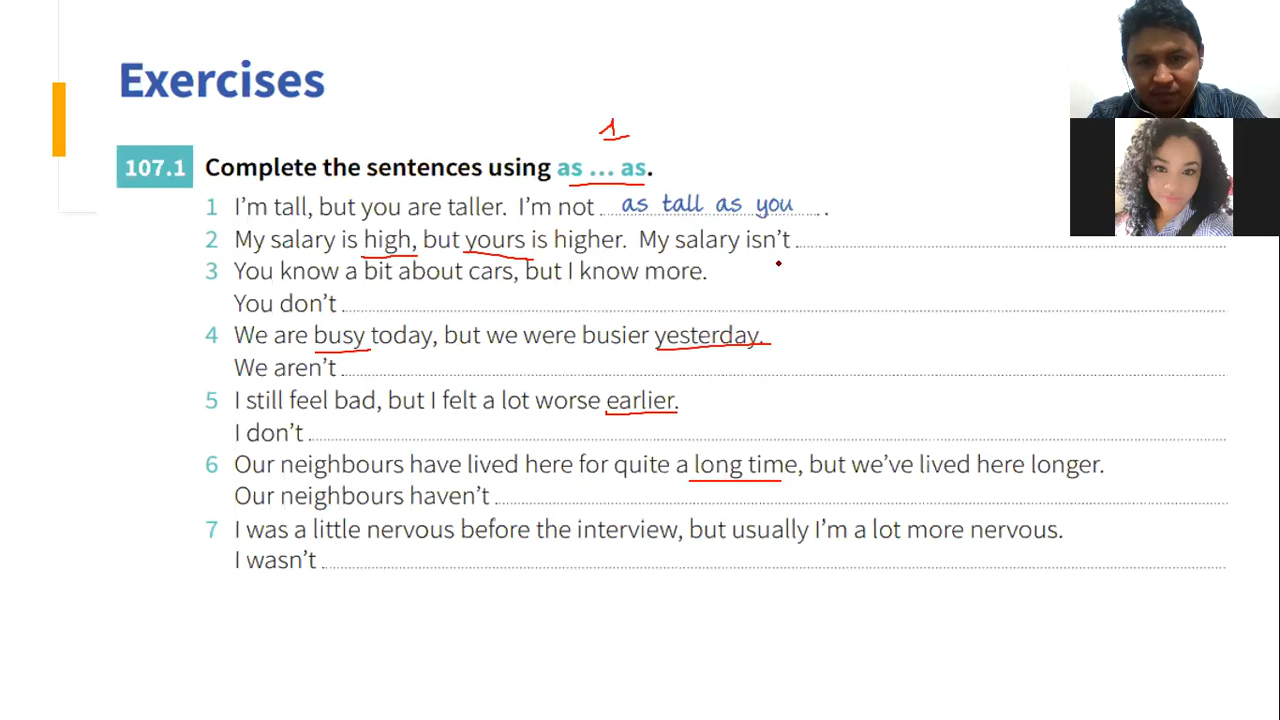 Exercises
1
107.1 Complete the sentences using as ... as.
1 I'm tall, but you are taller. I'm not as tall as you .
2 My salary is high, but yours is higher. My salary isn't
3 You know a bit about cars, but I know more.
You don't
4 We are busy today, but we were busier yesterday.
We aren't
5 I still feel bad, but I felt a lot worse earlier.
I don't
6 Our neighbours have lived here for quite a long time, but we've lived here longer.
Our neighbours haven't
7 I was a little nervous before the interview, but usually I'm a lot more nervous.
I wasn't